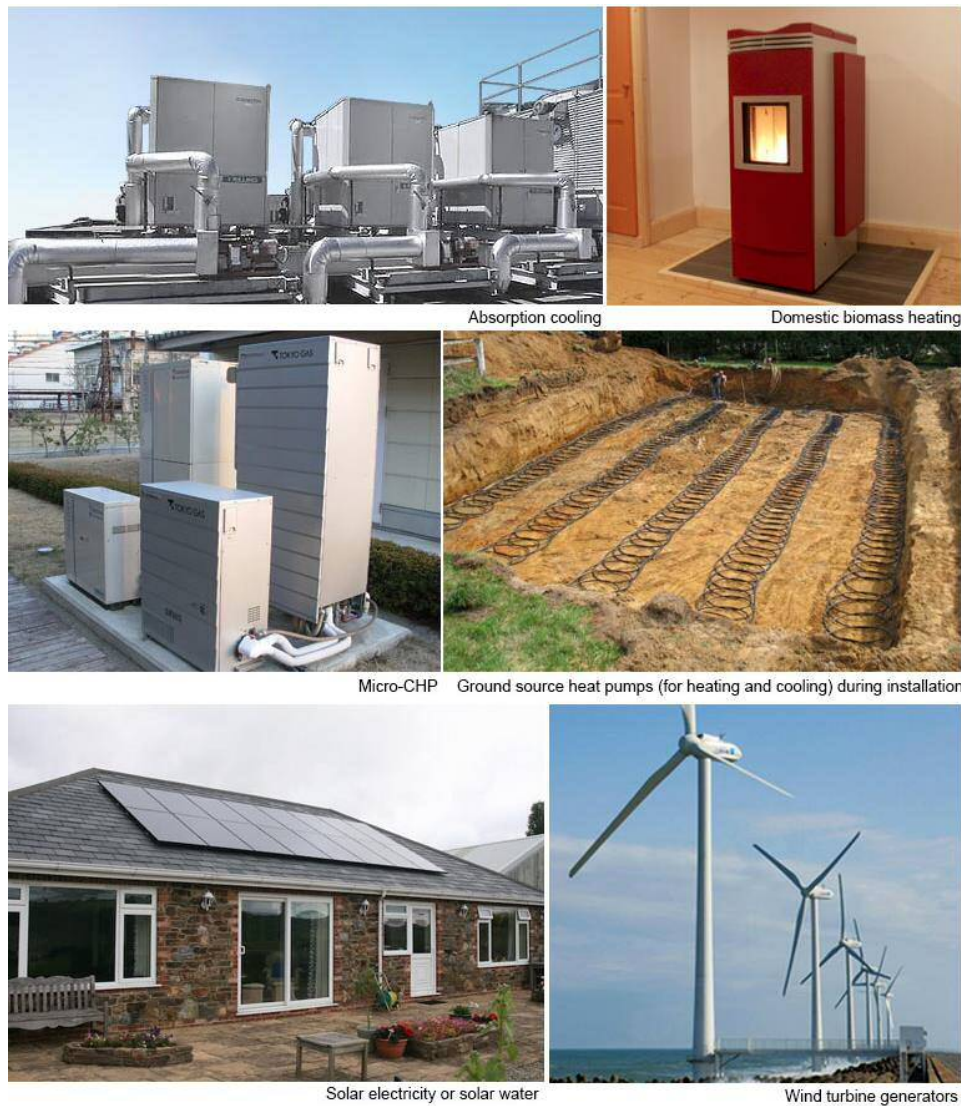 Absorption cooling
Domestic biomass heating
TOKYO GAS
TOKYO GAS
Micro-CHP
Ground source heat pumps (for heating and cooling) during installation
Solar electricity or solar water
Wind turbine generators